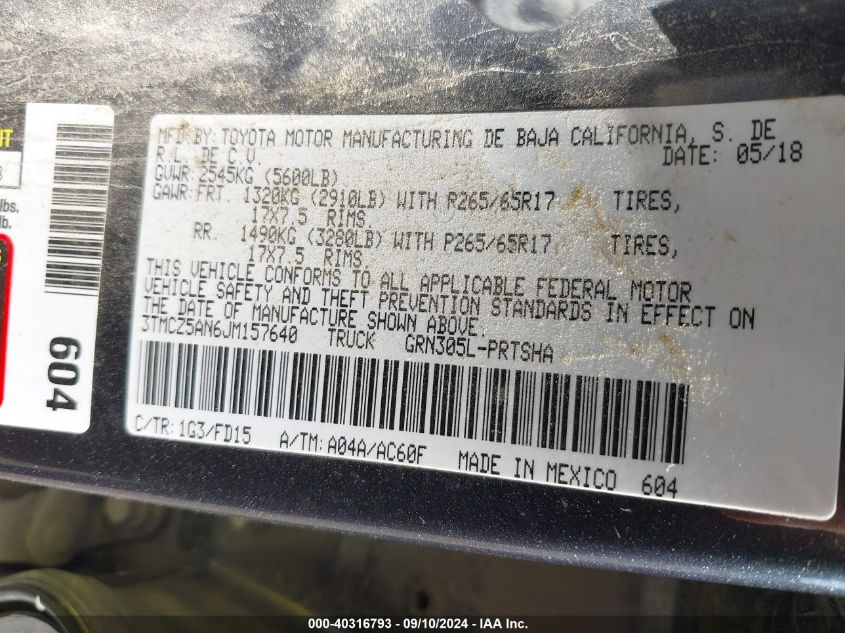 MFD.BY: TOYOTA MOTOR MANUFACTURING DE BAJA CALIFORNIA, S. DE
R.L. DE C.V.
DATE: 05/18
GVWR: 2545KG (5600LB)
GAWR: FRT. 1320KG (2910LB) WITH P265/65R17 TIRES,
17X7.5 RIMS
RR. 1490KG (3280LB) WITH P265/65R17 TIRES,
17X7.5 RIMS
THIS VEHICLE CONFORMS TO ALL APPLICABLE FEDERAL MOTOR
VEHICLE SAFETY AND THEFT PREVENTION STANDARDS IN EFFECT ON
THE DATE OF MANUFACTURE SHOWN ABOVE.
3TMCZ5AN6JM157640 TRUCK GRN305L-PRTSHA
C/TR: 1G3/FD15 A/TM: A04A/AC60F MADE IN MEXICO 604
604
lbs.
lb.
000-40316793 - 09/10/2024 - IAA Inc.